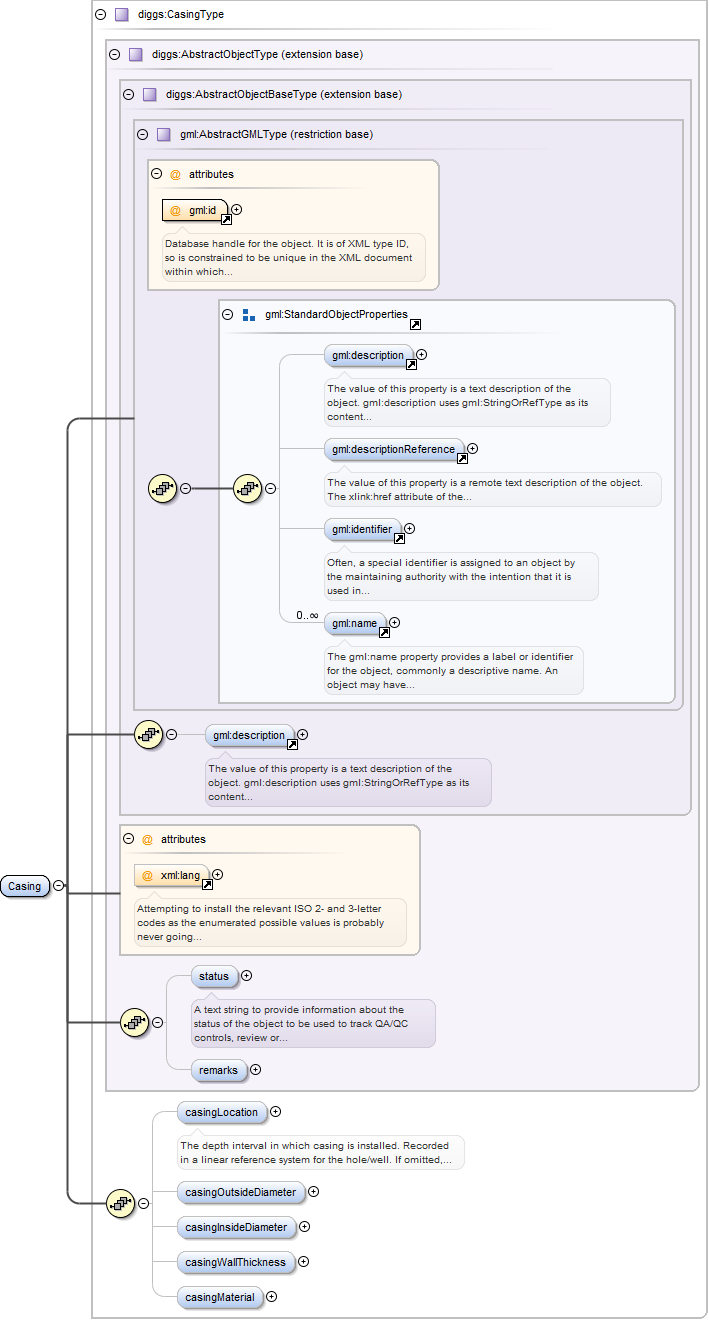 diggs:CasingType
diggs:AbstractObjectType (extension base)
diggs:AbstractObjectBaseType (extension base)
gml:AbstractGMLType (restriction base)
@ attributes
@ gml:id
Database handle for the object. It is of XML type ID,
so is constrained to be unique in the XML document
within which...
gml:StandardObjectProperties
gml:description
The value of this property is a text description of the
object. gml:description uses gml:StringOrRefType as its
content...
gml:descriptionReference
The value of this property is a remote text description of the object.
The xlink:href attribute of the...
gml:identifier
Often, a special identifier is assigned to an object by
the maintaining authority with the intention that it is
used in...
0..∞
gml:name
The gml:name property provides a label or identifier
for the object, commonly a descriptive name. An
object may have...
gml:description
The value of this property is a text description of the
object. gml:description uses gml:StringOrRefType as its
content...
@ attributes
@ xml:lang
Attempting to install the relevant ISO 2- and 3-letter
codes as the enumerated possible values is probably
never going...
Casing
status
A text string to provide information about the
status of the object to be used to track QA/QC
controls, review or...
remarks
casingLocation
The depth interval in which casing is installed. Recorded
in a linear reference system for the hole/well. If omitted,...
casingOutsideDiameter
casingInsideDiameter
casingWallThickness
casingMaterial